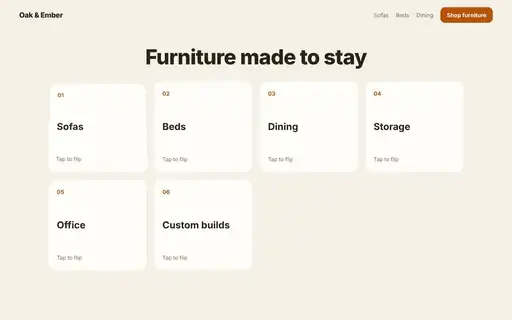 Oak & Ember
Sofas Beds Dining Shop furniture
Furniture made to stay
01
Sofas
Tap to flip
02
Beds
Tap to flip
03
Dining
Tap to flip
04
Storage
Tap to flip
05
Office
Tap to flip
06
Custom builds
Tap to flip